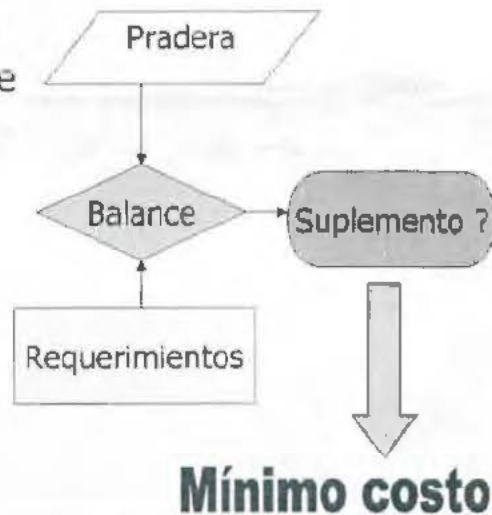 Pradera
e
Balance
Suplemento ?
Requerimientos
Mínimo costo